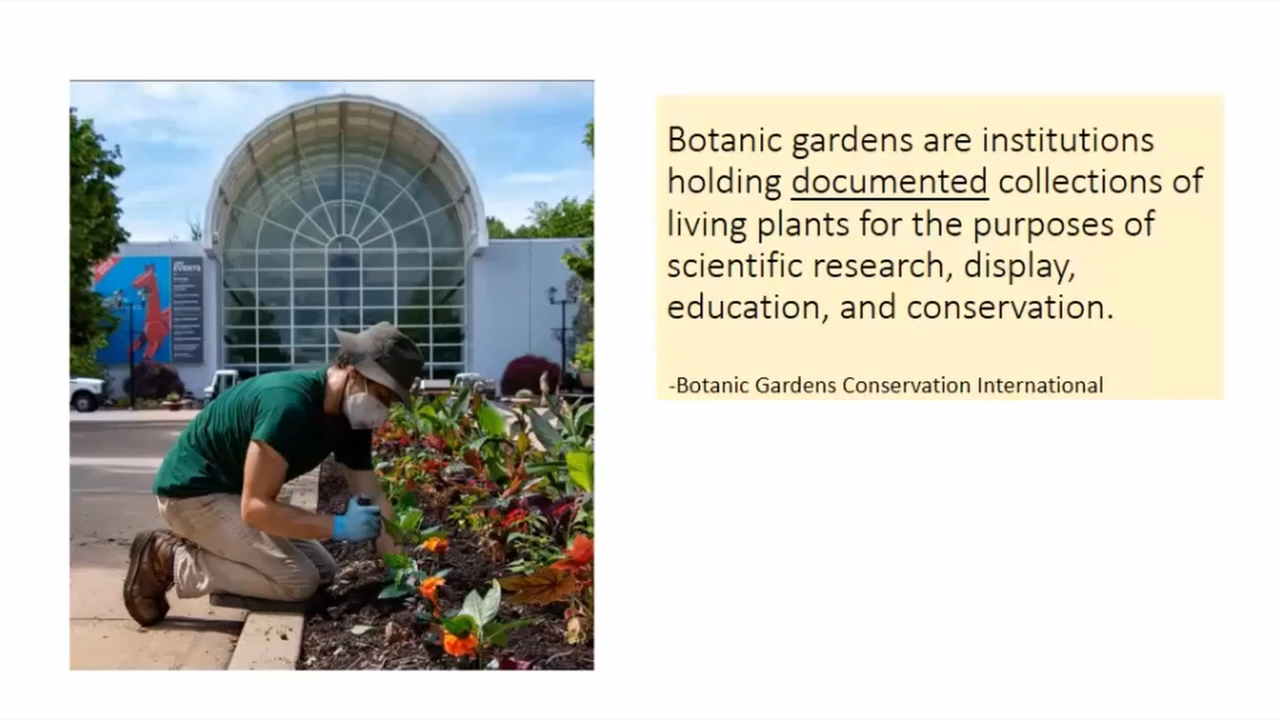 EVENTS
Botanic gardens are institutions
holding documented collections of
living plants for the purposes of
scientific research, display,
education, and conservation.
-Botanic Gardens Conservation International